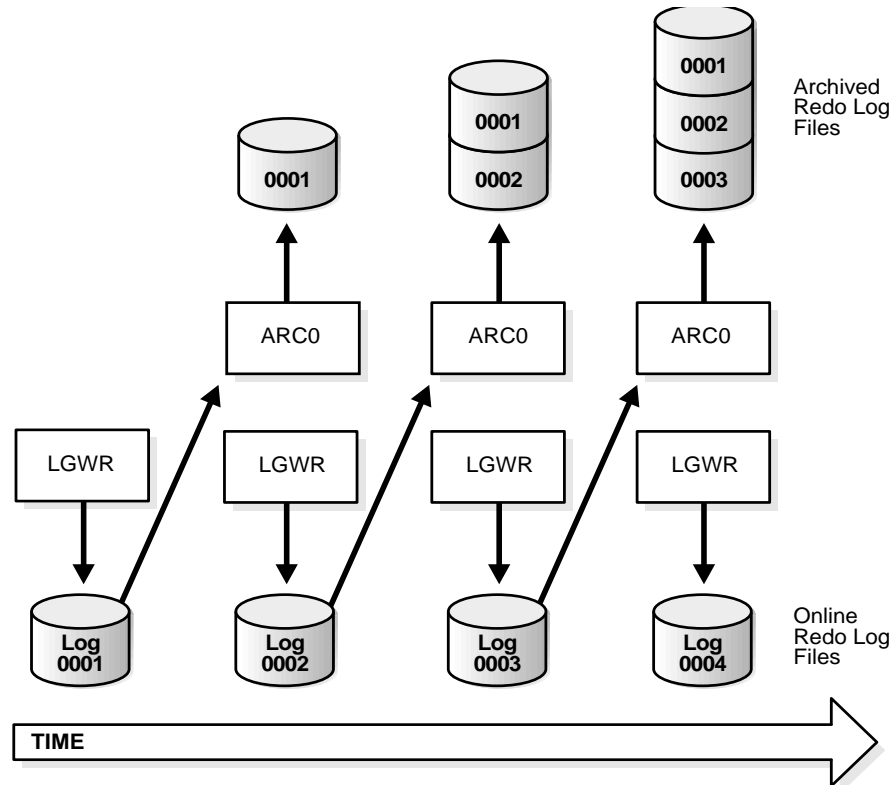 0001
0001
0002
0001
0002
0003
Archived
Redo Log
Files
ARC0
ARC0
ARC0
LGWR
LGWR
LGWR
LGWR
Log
0001
Log
0002
Log
0003
Log
0004
Online
Redo Log
Files
TIME